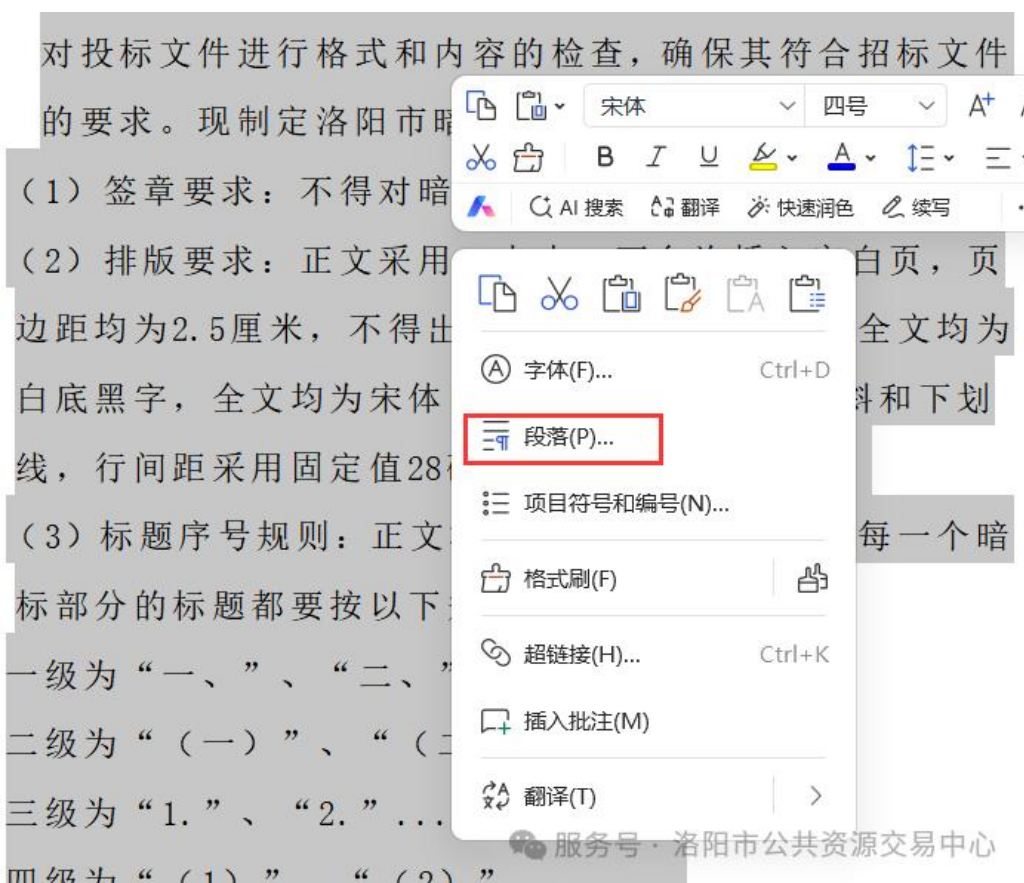 对投标文件进行格式和内容的检查，确保其符合招标文件
的要求。现制定洛阳市暗
宋体
四号
A+
B I U A
（1）签章要求：不得对暗
AI 搜索
翻译
快速润色
续写
（2）排版要求：正文采用
白页，页
边距均为2.5厘米，不得出
全文均为
白底黑字，全文均为宋体
斜和下划
线，行间距采用固定值28
（3）标题序号规则：正文
每一个暗
标部分的标题都要按以下
一级为“一、”、“二、”
二级为“（一）”、“（二
三级为“1.”、“2.”...
四级为“（1）”、“（2）”
字体(F)... Ctrl+D
段落(P)...
项目符号和编号(N)...
格式刷(F)
超链接(H)... Ctrl+K
插入批注(M)
翻译(T)
服务号 · 洛阳市公共资源交易中心